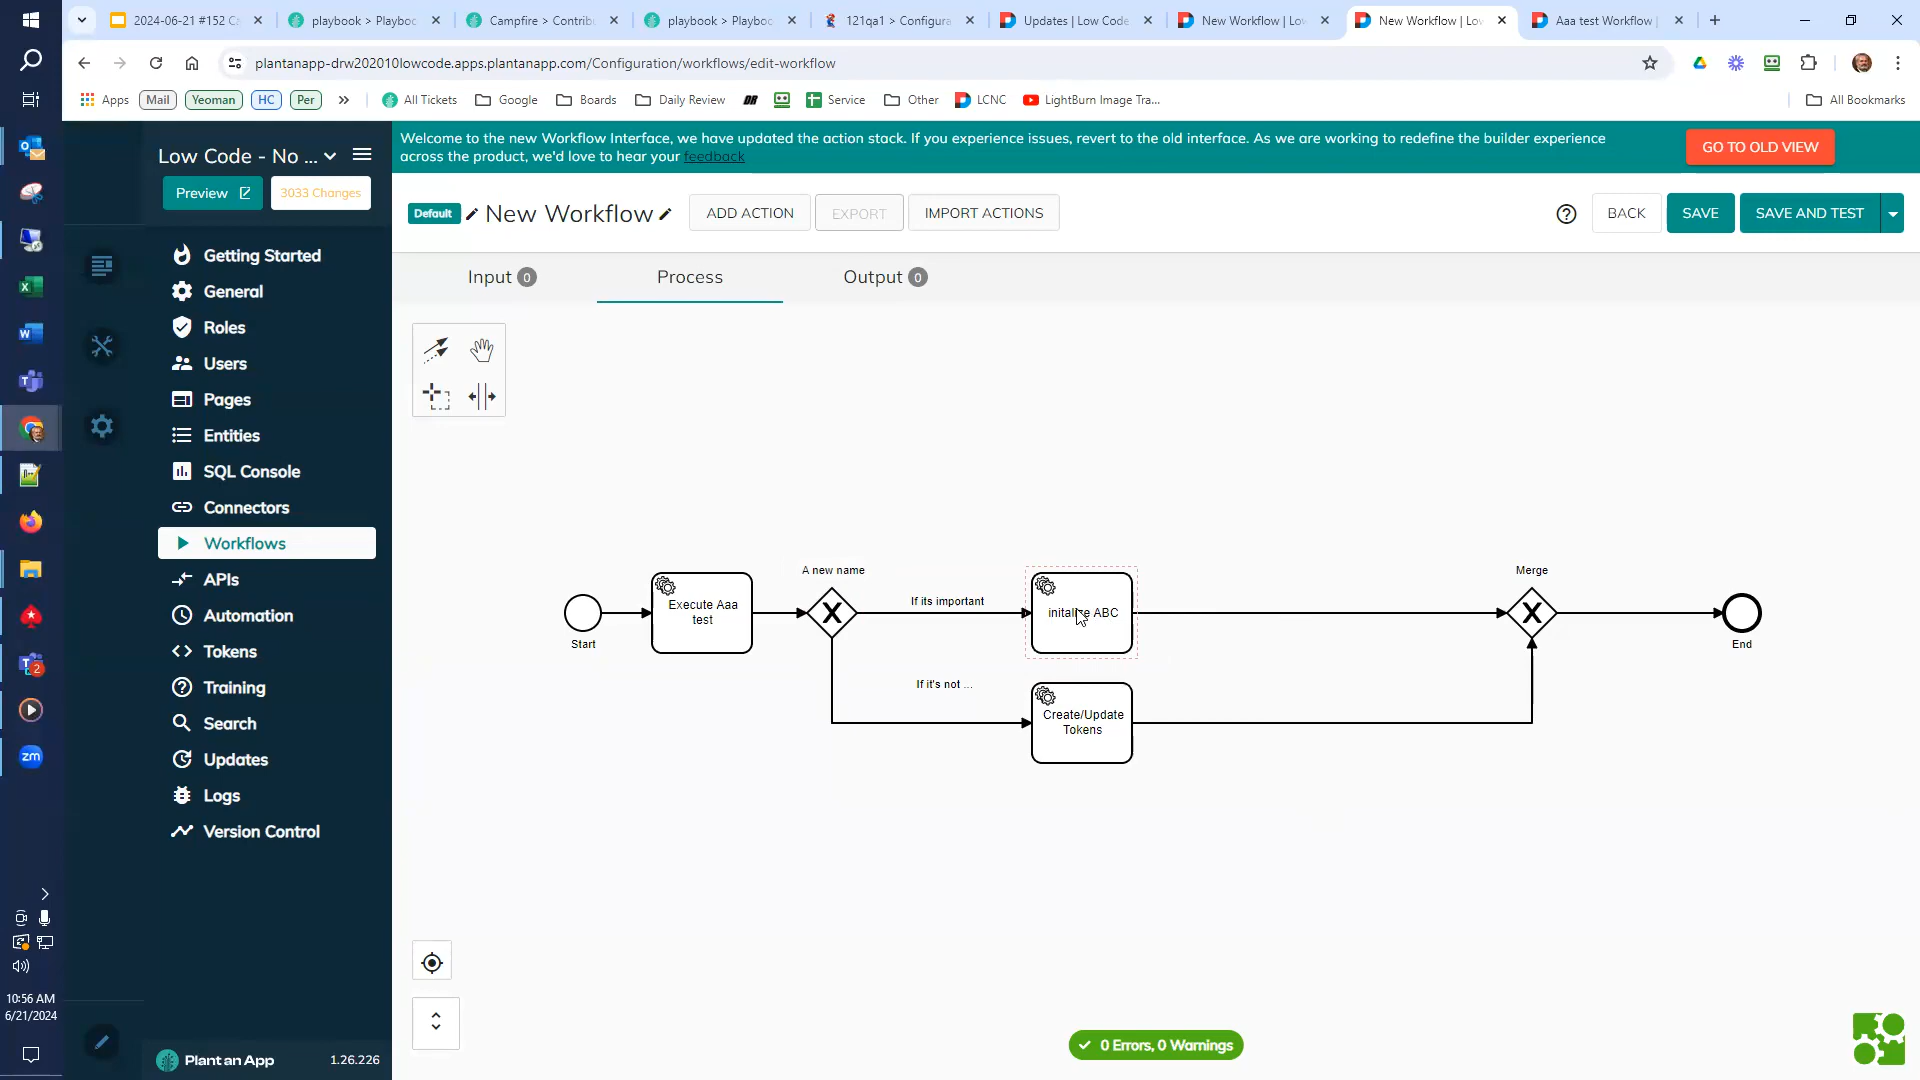 2024-06-21 #152 Ca
playbook > Playboo
Campfire > Contribu
playbook > Playboo
121qa1 > Configura
Updates | Low Code
New Workflow | Lo
New Workflow | Lo
Aaa test Workflow |
plantanapp-drw202010lowcode.apps.plantanapp.com/Configuration/workflows/edit-workflow
Apps
Mail
Yeoman
HC
Per
All Tickets
Google
Boards
Daily Review
DR
Service
Other
LCNC
LightBurn Image Tra...
All Bookmarks
Welcome to the new Workflow Interface, we have updated the action stack. If you experience issues, revert to the old interface. As we are working to redefine the builder experience
across the product, we'd love to hear your feedback
GO TO OLD VIEW
Low Code - No ...
Preview
3033 Changes
Default
New Workflow
ADD ACTION
EXPORT
IMPORT ACTIONS
BACK
SAVE
SAVE AND TEST
Input 0
Process
Output 0
Getting Started
General
Roles
Users
Pages
Entities
SQL Console
Connectors
Workflows
APIs
Automation
Tokens
Training
Search
Updates
Logs
Version Control
A new name
Merge
Execute Aaa
test
If its important
initalize ABC
Start
End
If it's not ...
Create/Update
Tokens
zm
2
10:56 AM
6/21/2024
Plant an App
1.26.226
0 Errors, 0 Warnings